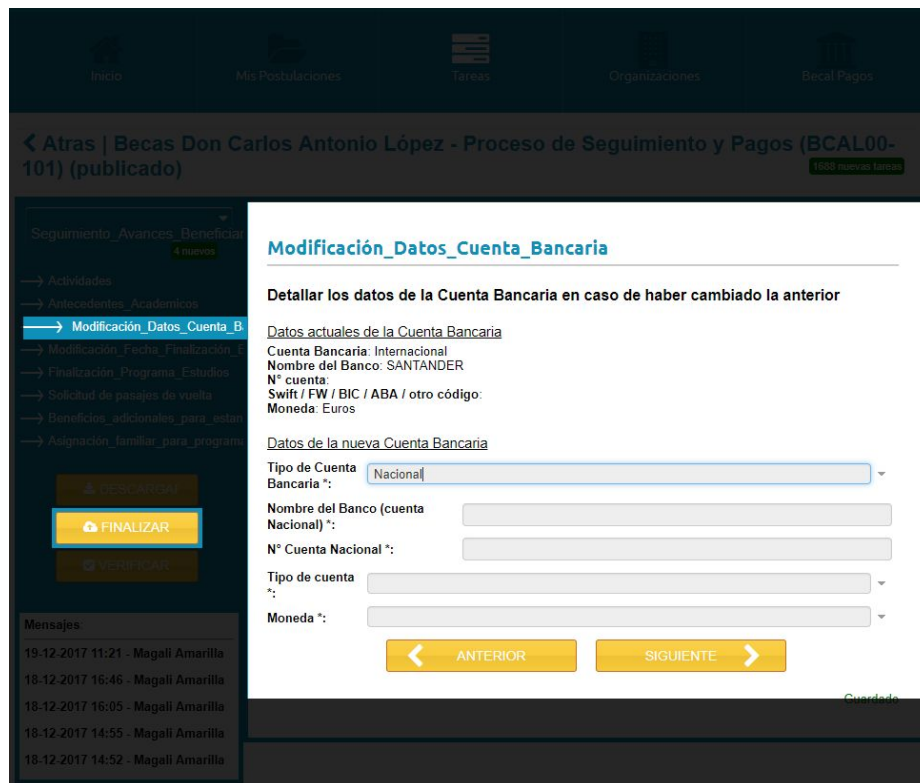 Inicio
Mis Postulaciones
Tareas
Organizaciones
Becal Pagos
Atras | Becas Don Carlos Antonio López - Proceso de Seguimiento y Pagos (BCAL00-
101) (publicado)
1688 nuevas tareas
Seguimiento_Avances_Beneficiar
4 nuevos
Actividades
Antecedentes_Academicos
Modificación_Datos_Cuenta_B
Modificación_Fecha_Finalización_E
Finalización_Programa_Estudios
Solicitud de pasajes de vuelta
Beneficios_adicionales_para_estan
Asignación_familiar_para_programa
DESCARGAR
FINALIZAR
VERIFICAR
Mensajes:
19-12-2017 11:21 - Magali Amarilla
18-12-2017 16:46 - Magali Amarilla
18-12-2017 16:05 - Magali Amarilla
18-12-2017 14:55 - Magali Amarilla
18-12-2017 14:52 - Magali Amarilla
Modificación_Datos_Cuenta_Bancaria
Detallar los datos de la Cuenta Bancaria en caso de haber cambiado la anterior
Datos actuales de la Cuenta Bancaria
Cuenta Bancaria: Internacional
Nombre del Banco: SANTANDER
N° cuenta:
Swift / FW / BIC / ABA / otro código:
Moneda: Euros
Datos de la nueva Cuenta Bancaria
Tipo de Cuenta
Bancaria *:
Nacional
Nombre del Banco (cuenta
Nacional) *:
N° Cuenta Nacional *:
Tipo de cuenta
*:
Moneda *:
ANTERIOR
SIGUIENTE
Guardado